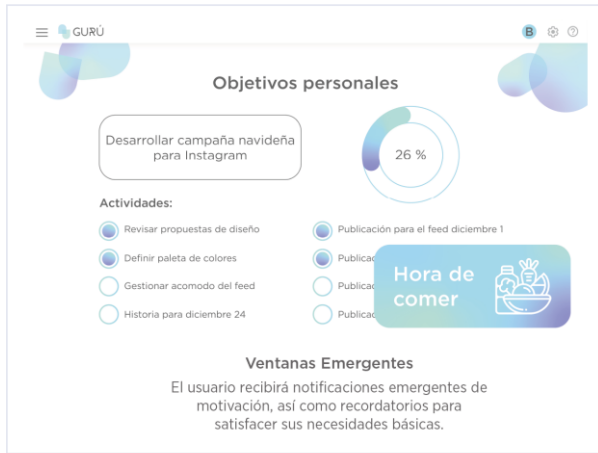 GURÚ
B
?
Objetivos personales
Desarrollar campaña navideña
para Instagram
26 %
Actividades:
Revisar propuestas de diseño
Definir paleta de colores
Gestionar acomodo del feed
Historia para diciembre 24
Publicación para el feed diciembre 1
Publicac
Publicac
Publicac
Hora de
comer
Ventanas Emergentes
El usuario recibirá notificaciones emergentes de
motivación, así como recordatorios para
satisfacer sus necesidades básicas.